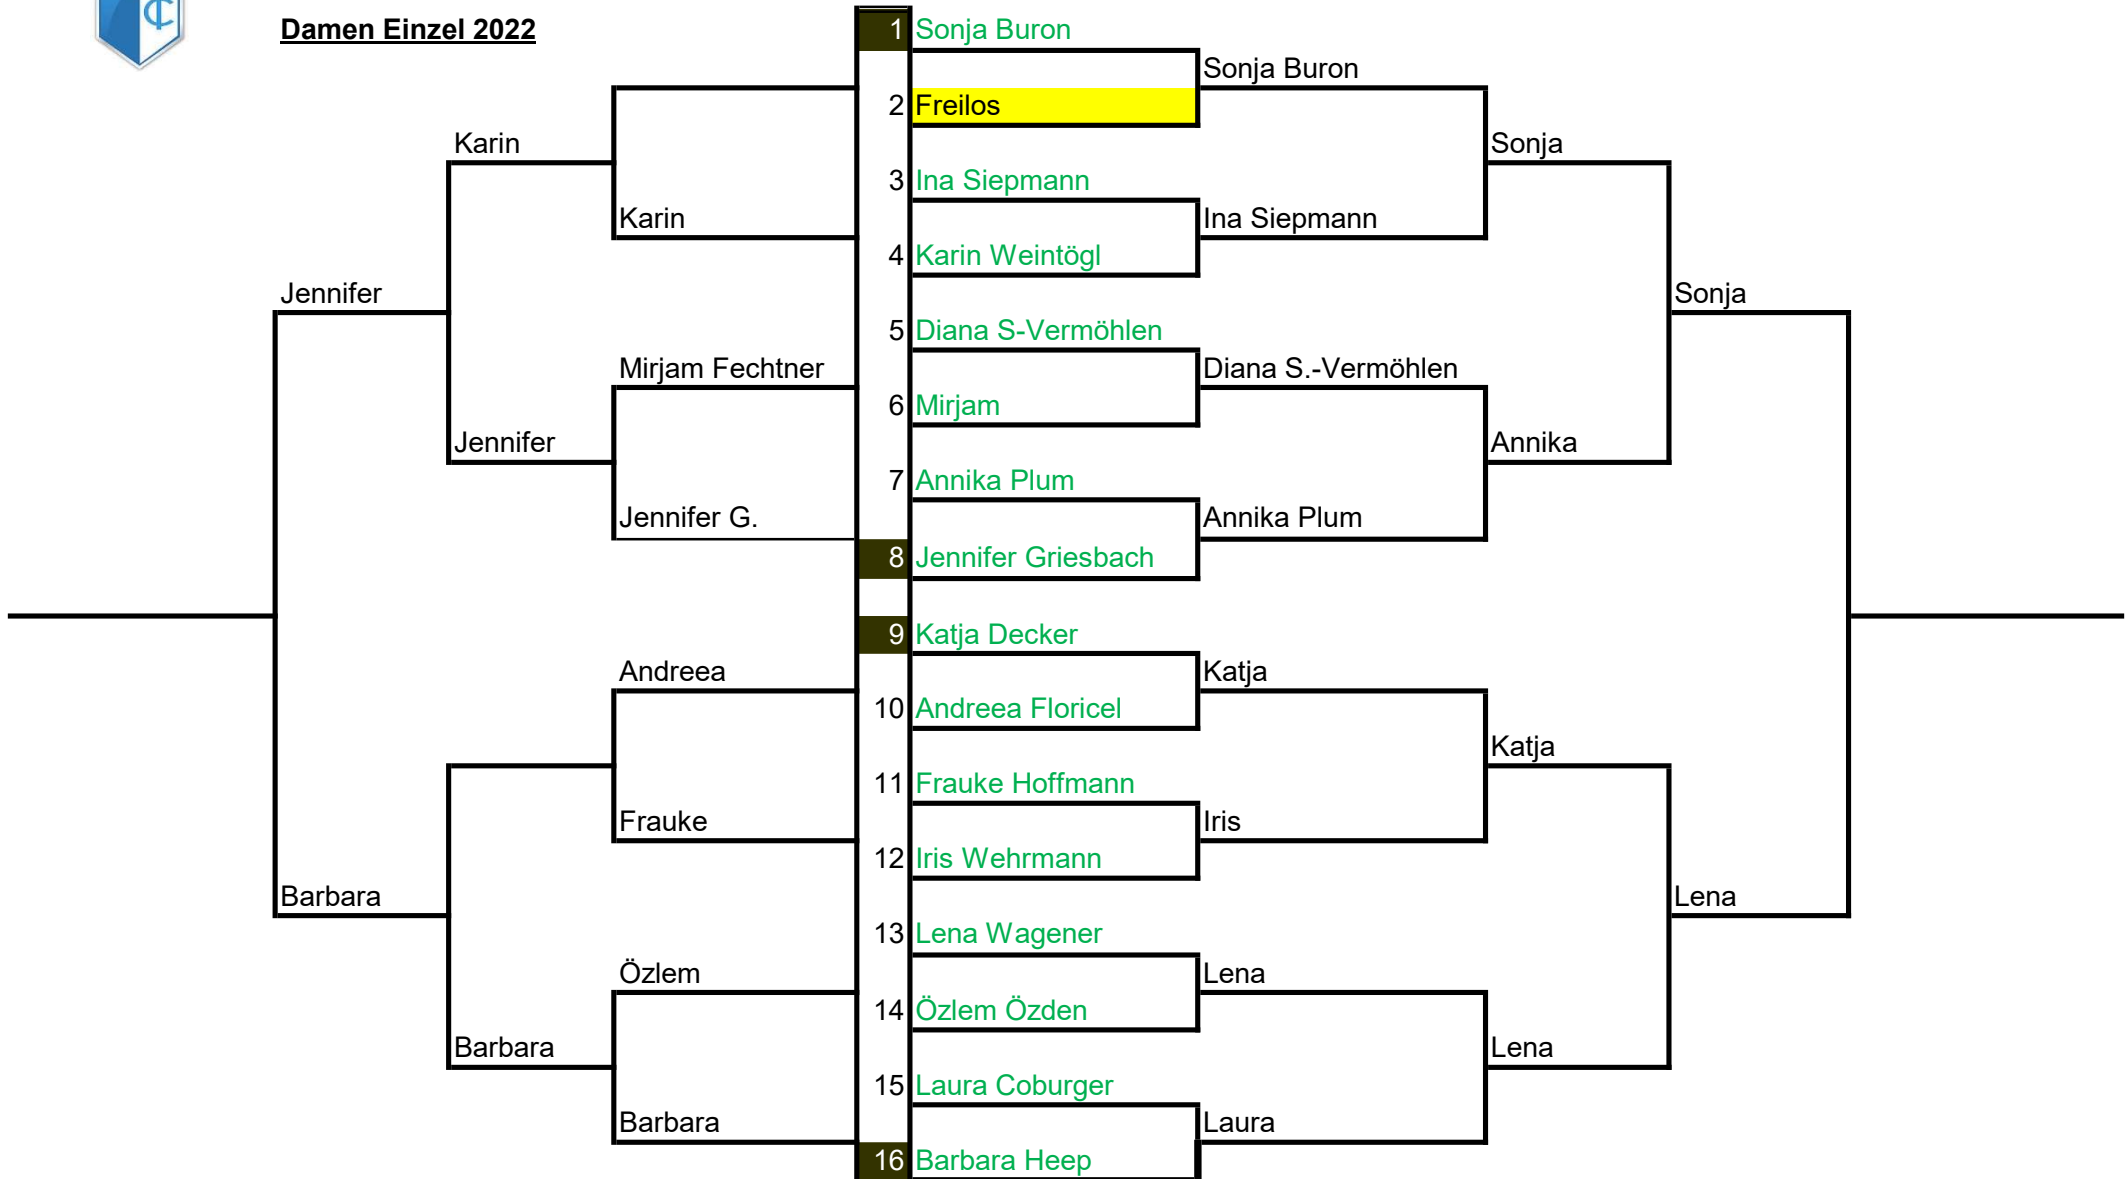 Damen Einzel 2022
1 Sonja Buron
Sonja Buron
2 Freilos
Karin
Sonja
3 Ina Siepmann
Karin
Ina Siepmann
4 Karin Weintögl
Jennifer
Sonja
5 Diana S-Vermöhlen
Mirjam Fechtner
Diana S.-Vermöhlen
6 Mirjam
Jennifer
Annika
7 Annika Plum
Jennifer G.
Annika Plum
8 Jennifer Griesbach
9 Katja Decker
Andreea
Katja
10 Andreea Floricel
Katja
11 Frauke Hoffmann
Frauke
Iris
12 Iris Wehrmann
Barbara
Lena
13 Lena Wagener
Özlem
Lena
14 Özlem Özden
Barbara
Lena
15 Laura Coburger
Barbara
Laura
16 Barbara Heep